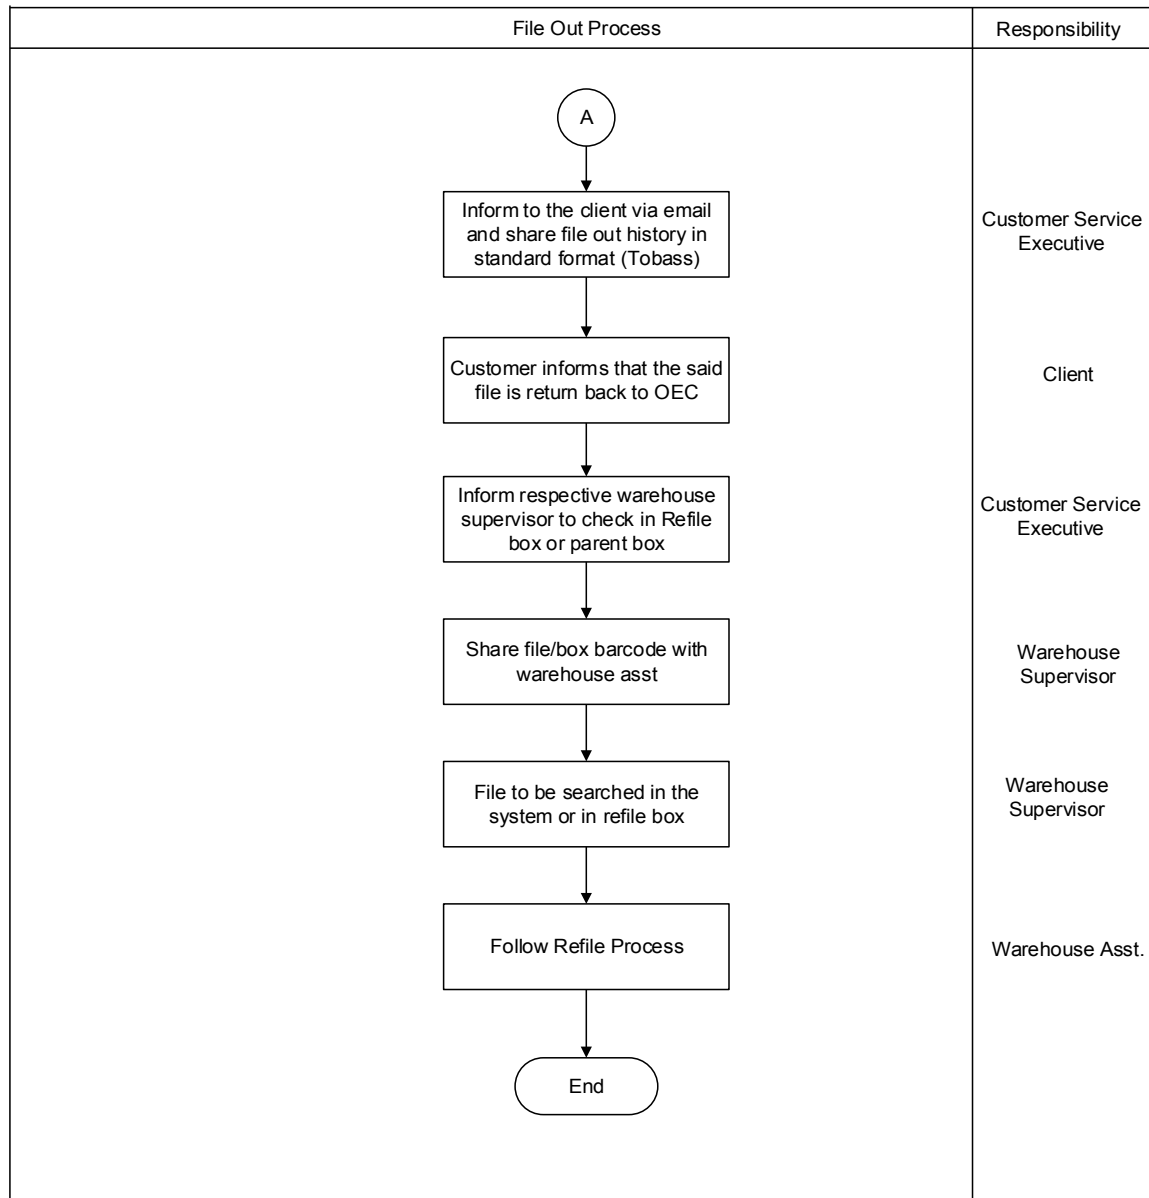 File Out Process
Responsibility
A
Inform to the client via email
and share file out history in
standard format (Tobass)
Customer Service
Executive
Customer informs that the said
file is return back to OEC
Client
Inform respective warehouse
supervisor to check in Refile
box or parent box
Customer Service
Executive
Share file/box barcode with
warehouse asst
Warehouse
Supervisor
File to be searched in the
system or in refile box
Warehouse
Supervisor
Follow Refile Process
Warehouse Asst.
End